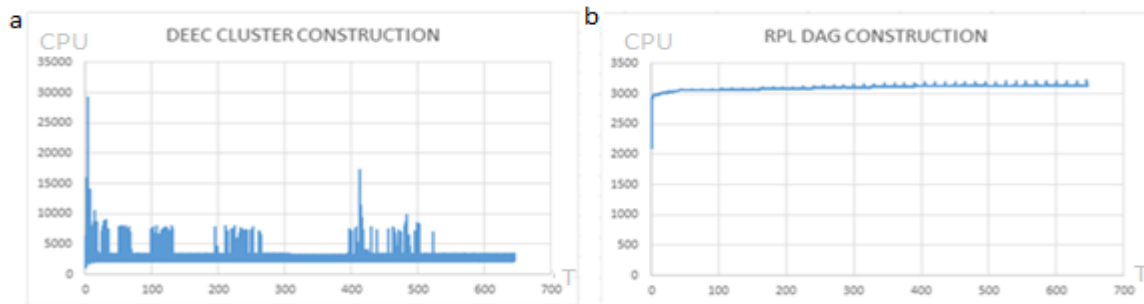 a
CPU
DEEC CLUSTER CONSTRUCTION
35000
30000
25000
20000
15000
10000
5000
0
0 100 200 300 400 500 600 700
T
b
CPU
RPL DAG CONSTRUCTION
3500
3000
2500
2000
1500
1000
500
0
0 100 200 300 400 500 600 700
T